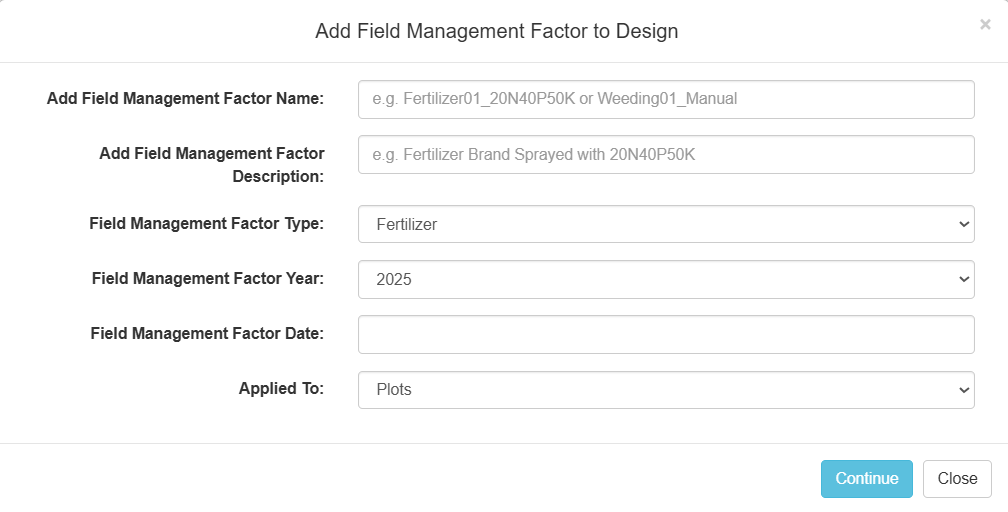 Add Field Management Factor to Design
×
Add Field Management Factor Name:
e.g. Fertilizer01_20N40P50K or Weeding01_Manual
Add Field Management Factor
Description:
e.g. Fertilizer Brand Sprayed with 20N40P50K
Field Management Factor Type:
Fertilizer
Field Management Factor Year:
2025
Field Management Factor Date:
Applied To:
Plots
Continue
Close